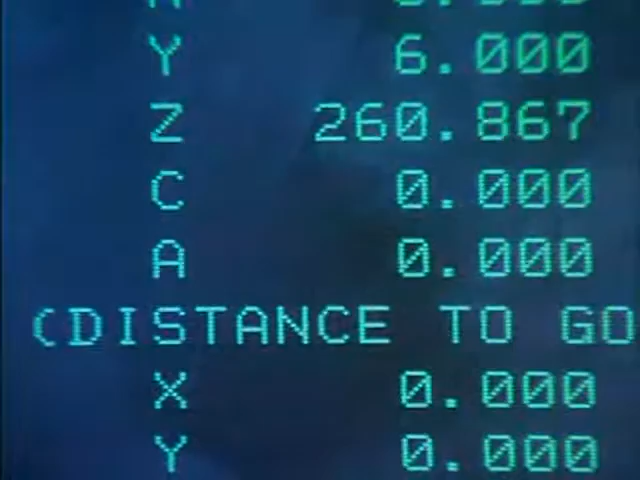 Y 6.000
Z 260.867
C 0.000
A 0.000
(DISTANCE TO GO
X 0.000
Y 0.000